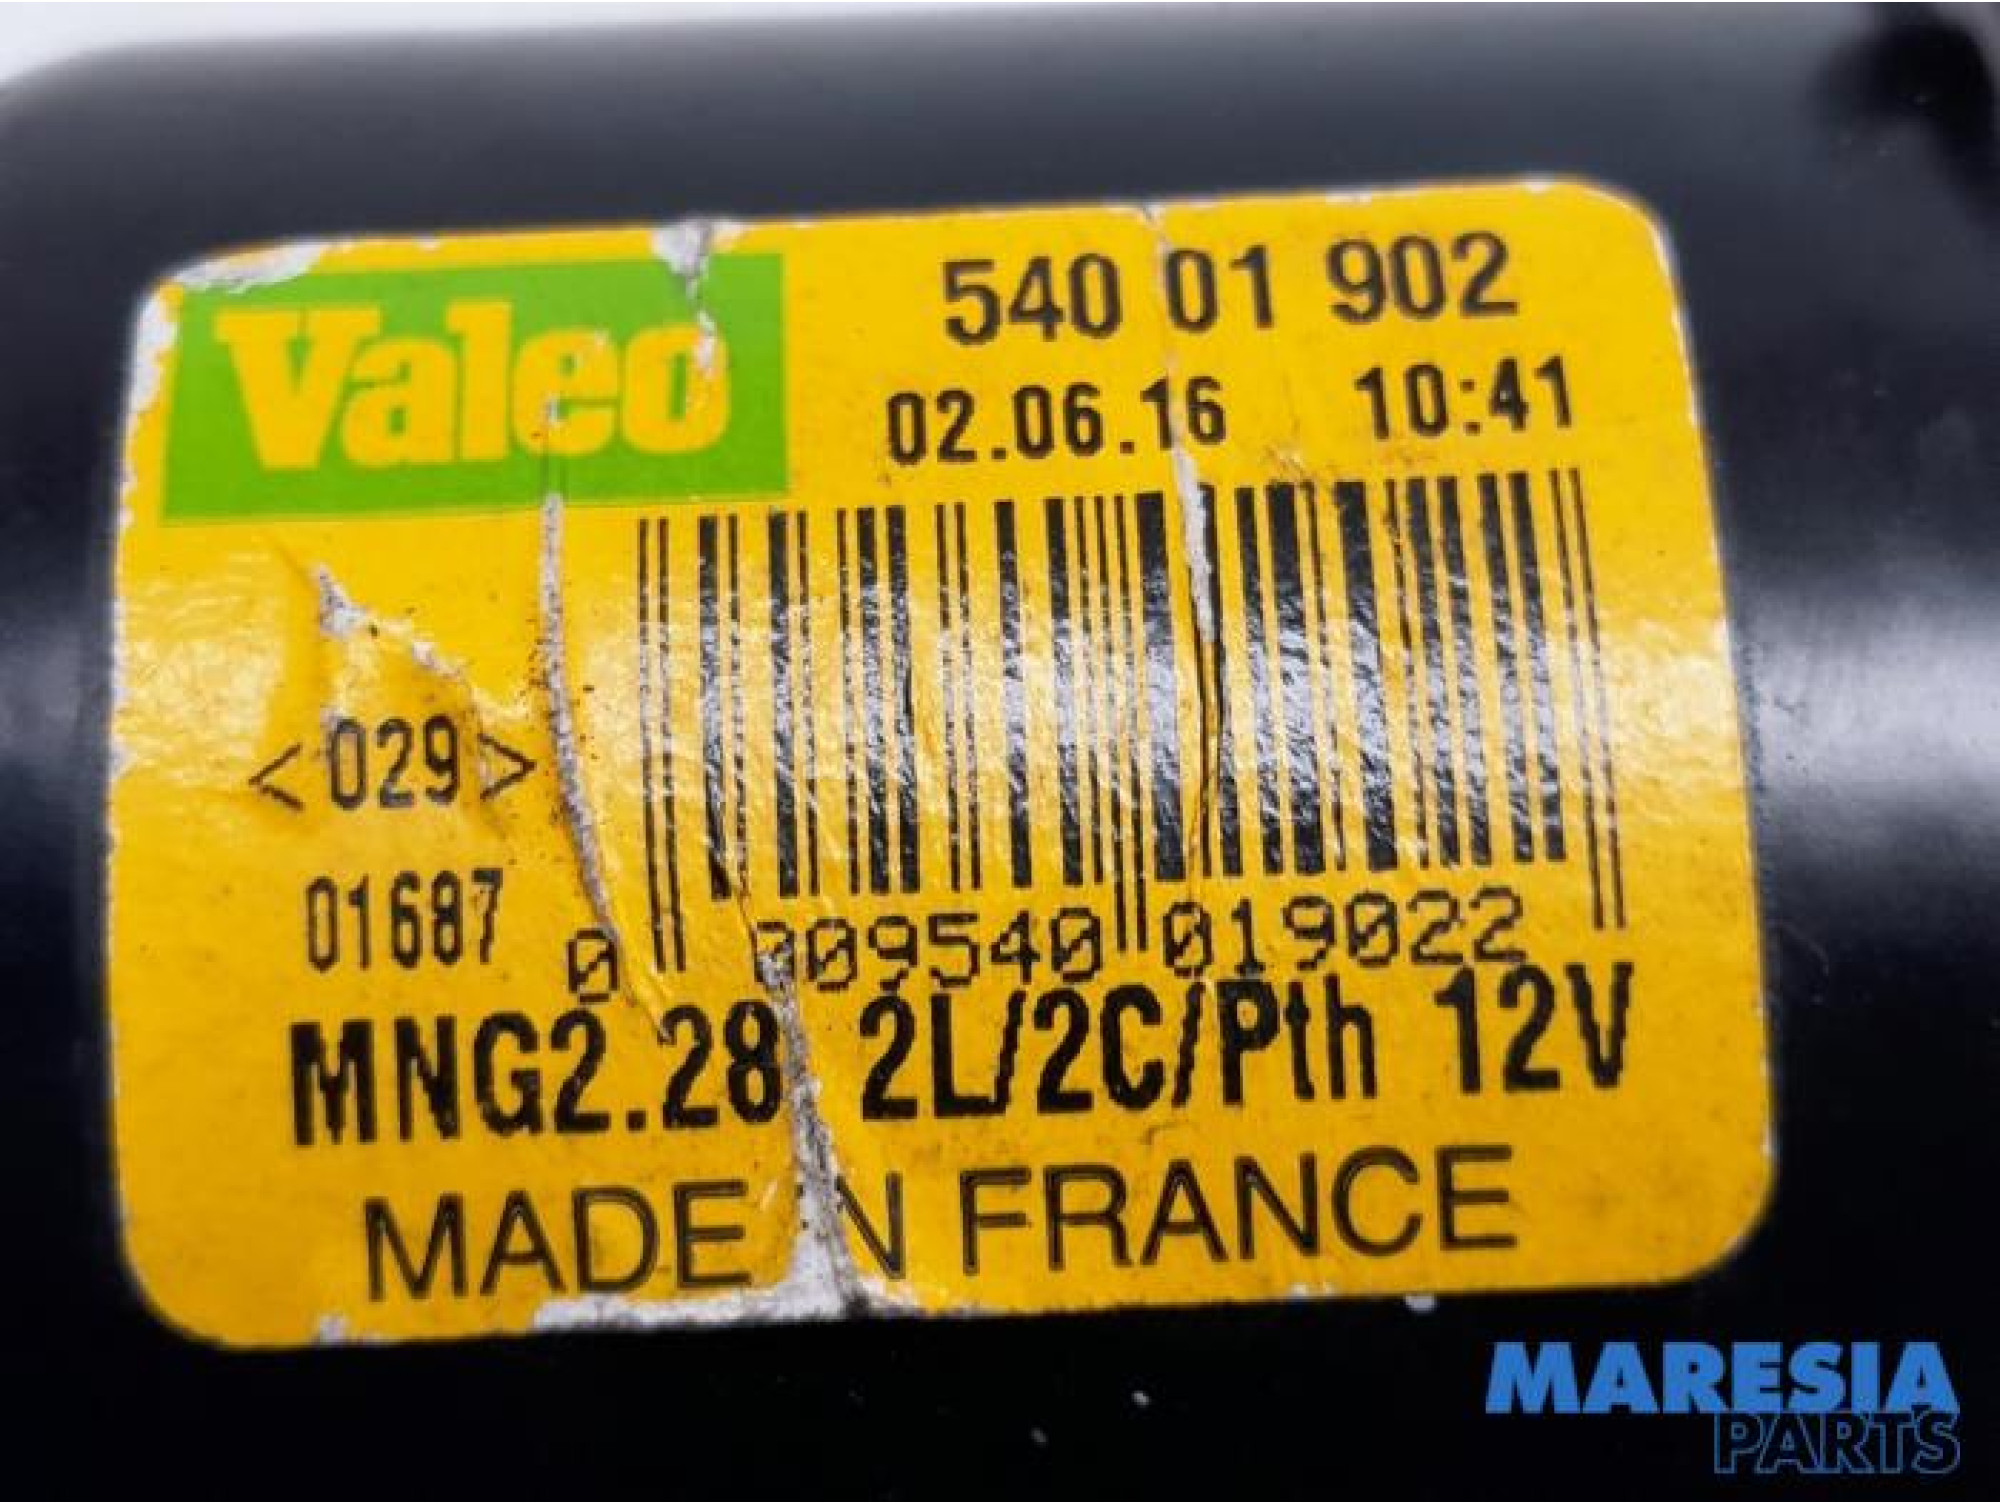 Valeo
540 01 902
02.06.16 10:41
<029>
01687
0 009540 019022
MNG2.28 2L/2C/Pth 12V
MADE IN FRANCE
MARESIA
PARTS